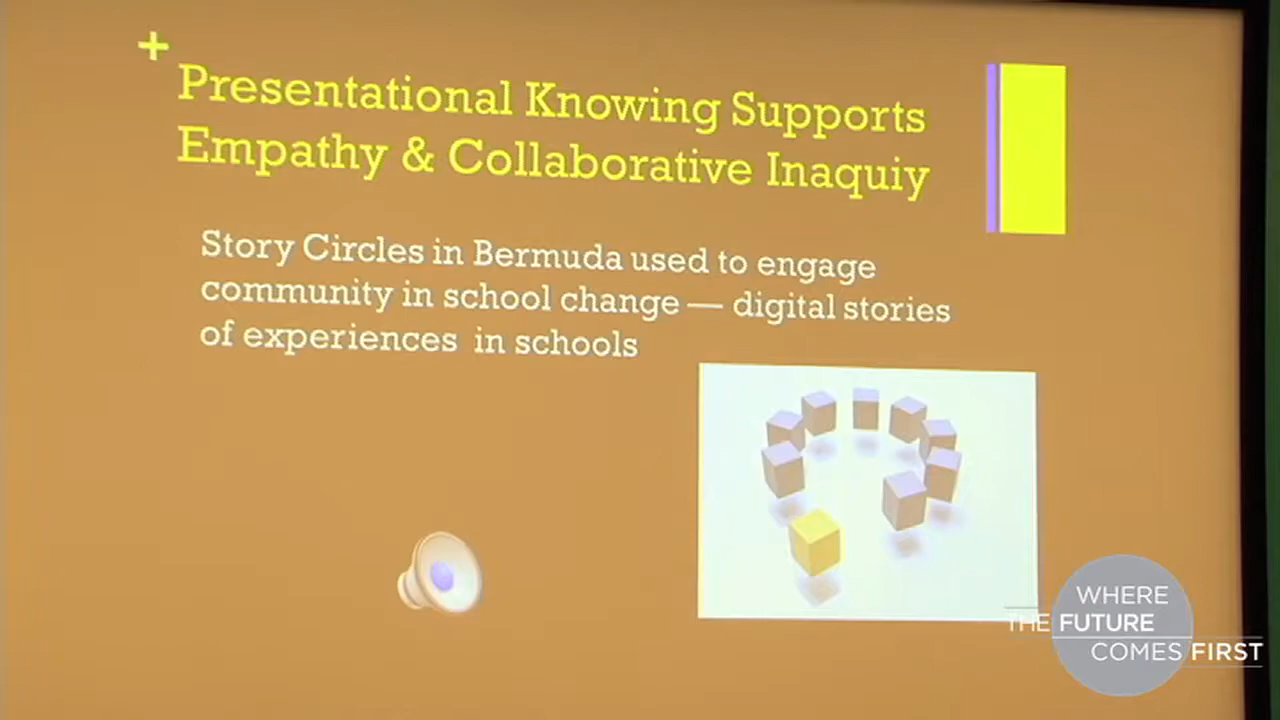 +
Presentational Knowing Supports
Empathy & Collaborative Inaquiy
Story Circles in Bermuda used to engage
community in school change — digital stories
of experiences in schools
WHERE
THE FUTURE
COMES FIRST